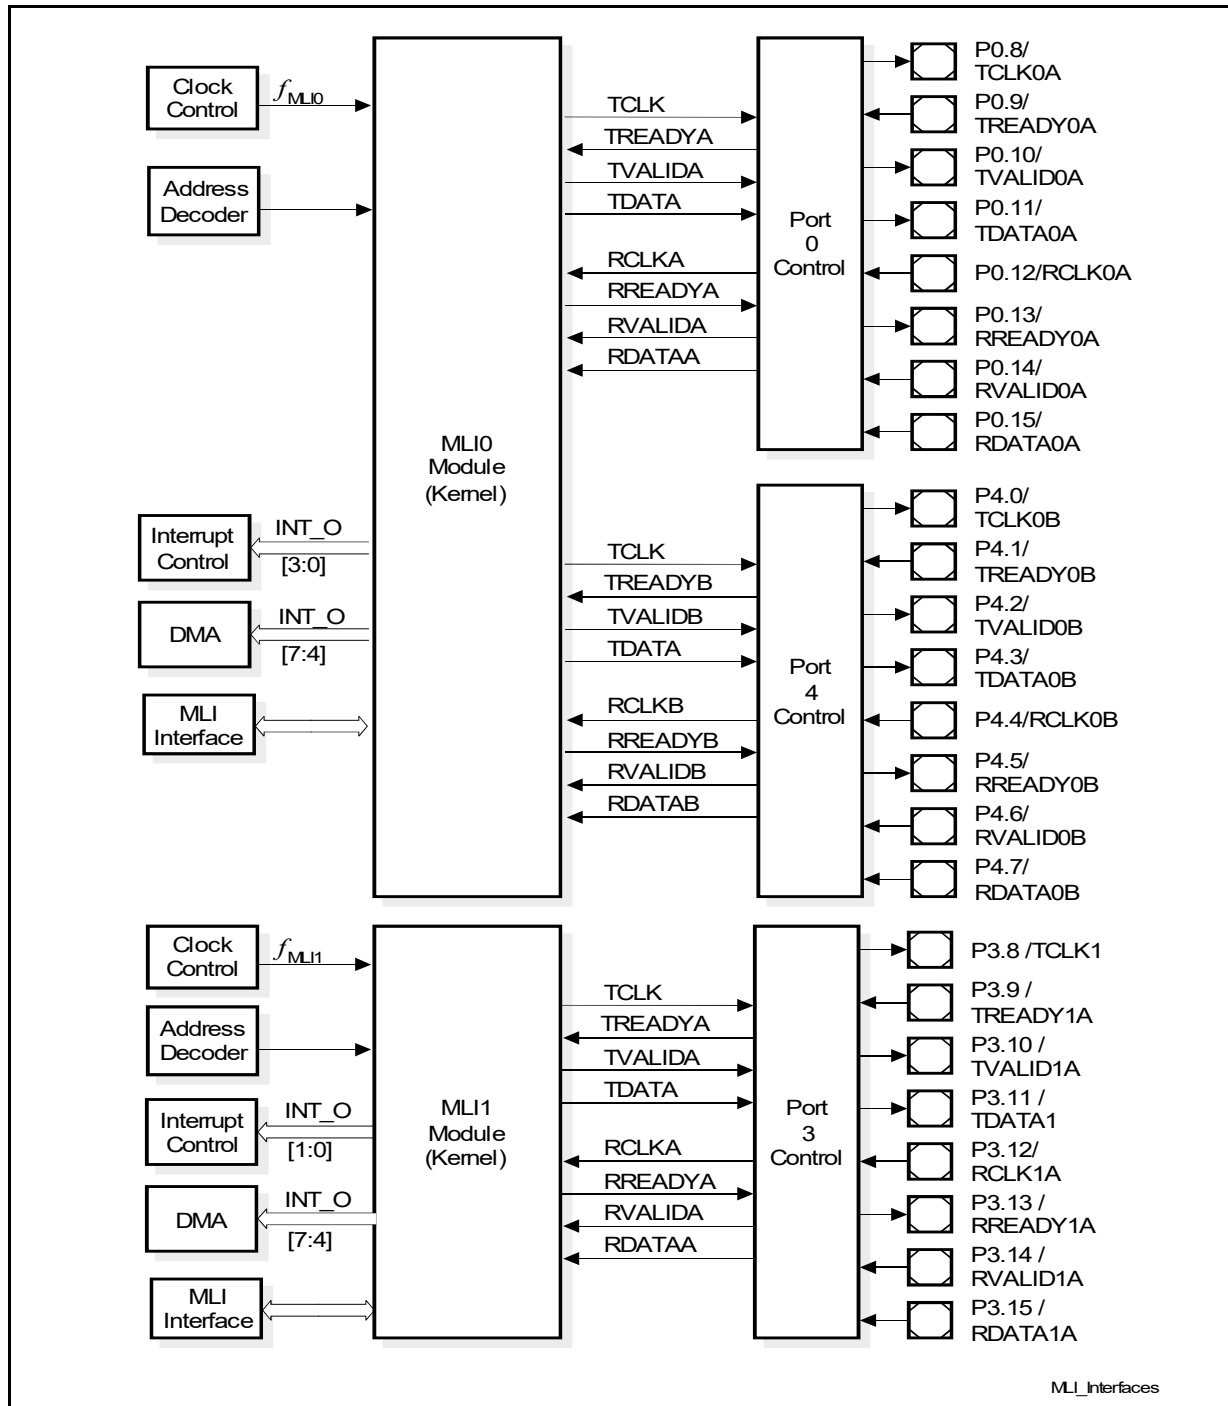 Clock
Control
fMLI0
Address
Decoder
Interrupt
Control
INT_O
[3:0]
DMA
INT_O
[7:4]
MLI
Interface
MLI0
Module
(Kernel)
TCLK
TREADYA
TVALIDA
TDATA
RCLKA
RREADYA
RVALIDA
RDATAA
Port
0
Control
P0.8/
TCLK0A
P0.9/
TREADY0A
P0.10/
TVALID0A
P0.11/
TDATA0A
P0.12/RCLK0A
P0.13/
RREADY0A
P0.14/
RVALID0A
P0.15/
RDATA0A
TCLK
TREADYB
TVALIDB
TDATA
RCLKB
RREADYB
RVALIDB
RDATAB
Port
4
Control
P4.0/
TCLK0B
P4.1/
TREADY0B
P4.2/
TVALID0B
P4.3/
TDATA0B
P4.4/RCLK0B
P4.5/
RREADY0B
P4.6/
RVALID0B
P4.7/
RDATA0B
Clock
Control
fMLI1
Address
Decoder
Interrupt
Control
INT_O
[1:0]
DMA
INT_O
[7:4]
MLI
Interface
MLI1
Module
(Kernel)
TCLK
TREADYA
TVALIDA
TDATA
RCLKA
RREADYA
RVALIDA
RDATAA
Port
3
Control
P3.8 /TCLK1
P3.9 /
TREADY1A
P3.10 /
TVALID1A
P3.11 /
TDATA1
P3.12/
RCLK1A
P3.13 /
RREADY1A
P3.14 /
RVALID1A
P3.15 /
RDATA1A
MLI_Interfaces